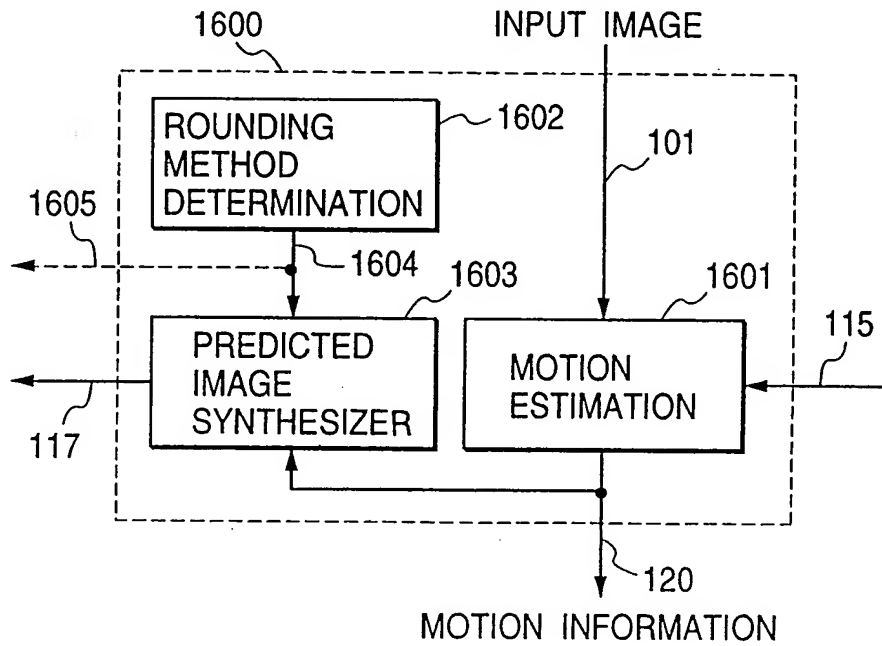 1600
INPUT IMAGE
ROUNDING
METHOD
DETERMINATION
1602
101
1605
1604
1603
1601
115
PREDICTED
IMAGE
SYNTHESIZER
MOTION
ESTIMATION
117
120
MOTION INFORMATION